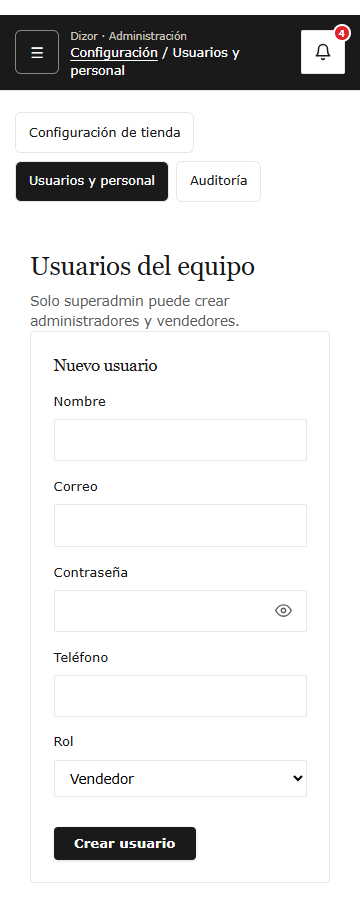 ☰
Dizor · Administración
Configuración / Usuarios y
personal
4
Configuración de tienda
Usuarios y personal
Auditoría
Usuarios del equipo
Solo superadmin puede crear
administradores y vendedores.
Nuevo usuario
Nombre
Correo
Contraseña
Teléfono
Rol
Vendedor
Crear usuario